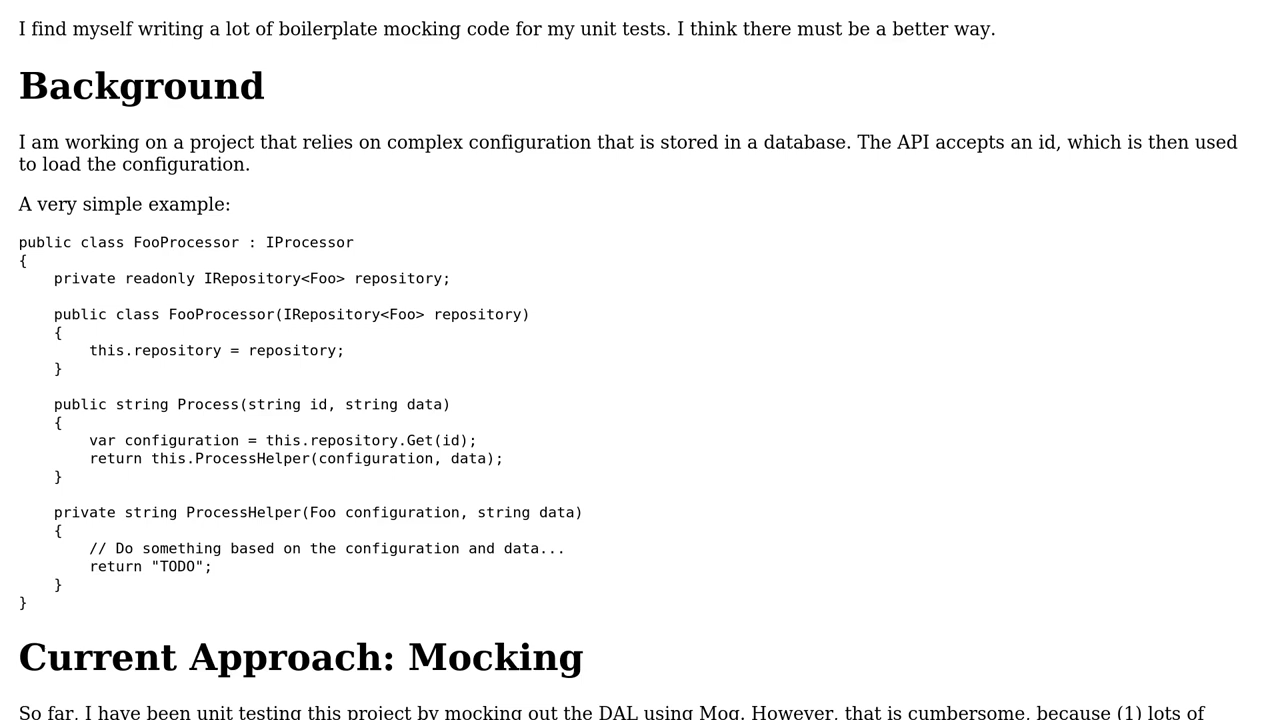 I find myself writing a lot of boilerplate mocking code for my unit tests. I think there must be a better way.
Background
I am working on a project that relies on complex configuration that is stored in a database. The API accepts an id, which is then used
to load the configuration.
A very simple example:
public class FooProcessor : IProcessor
{
    private readonly IRepository<Foo> repository;

    public class FooProcessor(IRepository<Foo> repository)
    {
        this.repository = repository;
    }

    public string Process(string id, string data)
    {
        var configuration = this.repository.Get(id);
        return this.ProcessHelper(configuration, data);
    }

    private string ProcessHelper(Foo configuration, string data)
    {
        // Do something based on the configuration and data...
        return "TODO";
    }
}
Current Approach: Mocking
So far, I have been unit testing this project by mocking out the DAL using Moq. However, that is cumbersome, because (1) lots of